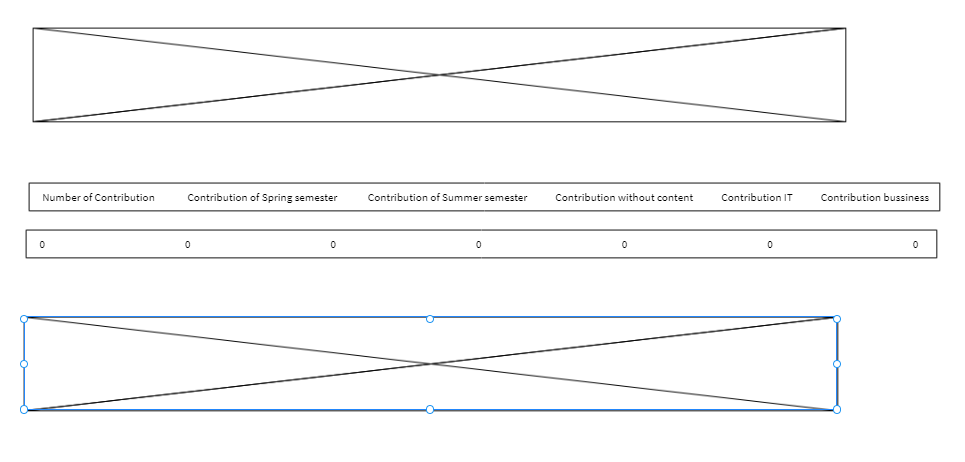 Number of Contribution Contribution of Spring semester Contribution of Summer semester Contribution without content Contribution IT Contribution bussiness
0 0 0 0 0 0 0